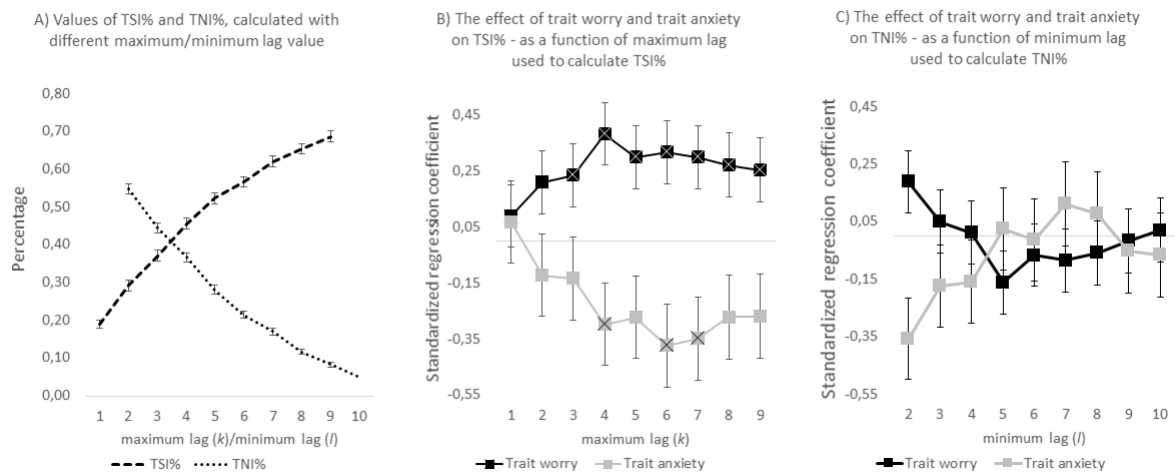 A) Values of TSI% and TNI%, calculated with
different maximum/minimum lag value
Percentage
0,80
0,70
0,60
0,50
0,40
0,30
0,20
0,10
0,00
1 2 3 4 5 6 7 8 9 10
maximum lag (k)/minimum lag (l)
TSI% TNI%
B) The effect of trait worry and trait anxiety
on TSI% - as a function of maximum lag
used to calculate TSI%
Standardized regression coefficient
0,45
0,25
0,05
-0,15
-0,35
-0,55
1 2 3 4 5 6 7 8 9
maximum lag (k)
Trait worry Trait anxiety
C) The effect of trait worry and trait anxiety
on TNI% - as a function of minimum lag
used to calculate TNI%
Standardized regression coefficient
0,45
0,25
0,05
-0,15
-0,35
-0,55
2 3 4 5 6 7 8 9 10
minimum lag (l)
Trait worry Trait anxiety